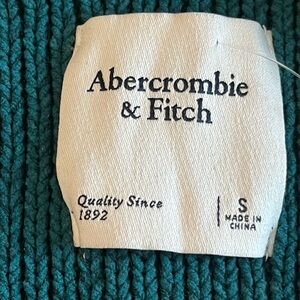 Abercrombie
& Fitch
Quality Since
1892
S
MADE IN
CHINA